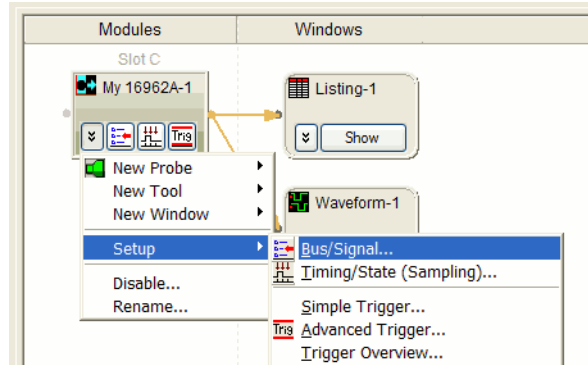 Modules
Windows
Slot C
My 16962A-1
Trig
Listing-1
Show
New Probe
New Tool
New Window
Setup
Disable...
Rename...
Waveform-1
Bus/Signal...
Timing/State (Sampling)...
Simple Trigger...
Trig Advanced Trigger...
Trigger Overview...